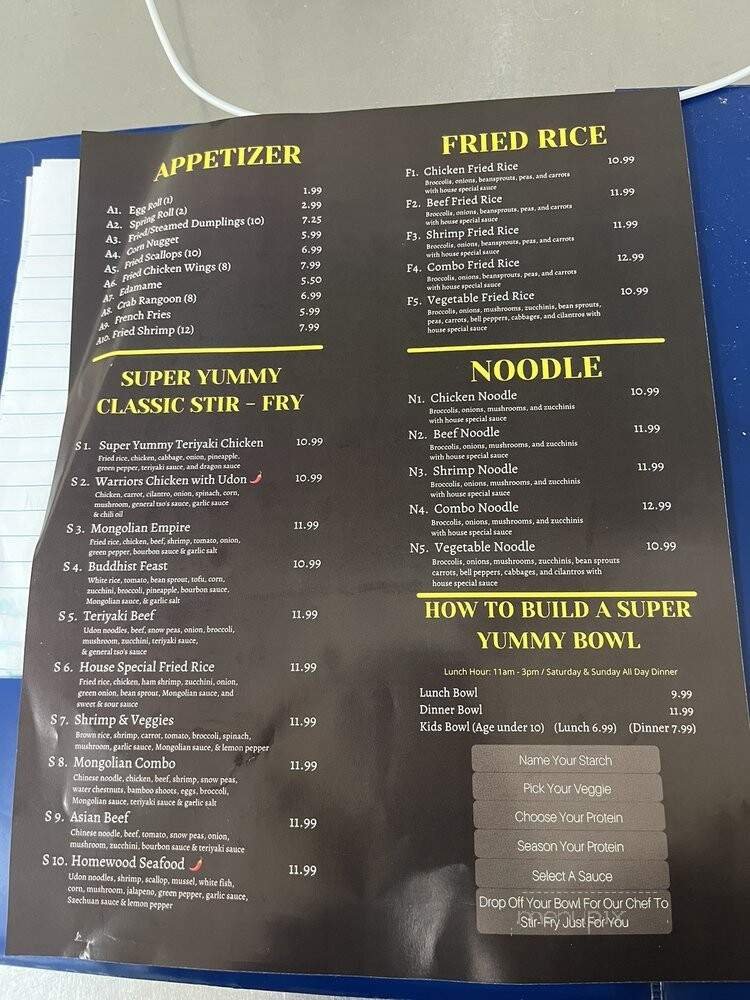 APPETIZER
A1. Egg Roll (1) 1.99
A2. Spring Roll (2) 2.99
A3. Fried/Steamed Dumplings (10) 7.25
A4. Corn Nugget 5.99
A5. Fried Scallops (10) 6.99
A6. Fried Chicken Wings (8) 7.99
A7. Edamame 5.50
A8. Crab Rangoon (8) 6.99
A9. French Fries 5.99
A10. Fried Shrimp (12) 7.99
SUPER YUMMY
CLASSIC STIR - FRY
S 1. Super Yummy Teriyaki Chicken 10.99
Fried rice, chicken, cabbage, onion, pineapple,
green pepper, teriyaki sauce, and dragon sauce
S 2. Warriors Chicken with Udon 🌶 10.99
Chicken, carrot, cilantro, onion, spinach, corn,
mushroom, general tso's sauce, garlic sauce
& chili oil
S 3. Mongolian Empire 11.99
Fried rice, chicken, beef, shrimp, tomato, onion,
green pepper, bourbon sauce & garlic salt
S 4. Buddhist Feast 10.99
White rice, tomato, bean sprout, tofu, corn,
zucchini, broccoli, pineapple, bourbon sauce,
Mongolian sauce, & garlic salt
S 5. Teriyaki Beef 11.99
Udon noodles, beef, snow peas, onion, broccoli,
mushroom, zucchini, teriyaki sauce,
& general tso's
S 6. House Special Fried Rice 11.99
Fried rice, chicken, ham shrimp, zucchini, onion,
green onion, bean sprour, Mongolian sauce, and
sweet & sour sauce
S 7. Shrimp & Veggies 11.99
Brown rice, shrimp, carrot, tomato, broccoli, spinach,
mushroom, garlic sauce, Mongolian sauce, & lemon pepper
S 8. Mongolian Combo 11.99
Chinese noodle, chicken, beef, shrimp, snow peas,
water chestnuts, bamboo shoots, eggs, broccoli,
Mongolian sauce, teriyaki sauce & garlic salt
S 9. Asian Beef 11.99
Chinese noodle, beef, tomato, snow peas, onion,
mushroom, zucchini, bourbon sauce & teriyaki sauce
S 10. Homewood Seafood 🌶 11.99
Udon noodles, shrimp, scallop, mussel, white fish,
corn, mushroom, jalapeno, green pepper, garlic sauce,
Szechuan sauce & lemon pepper
FRIED RICE
F1. Chicken Fried Rice 10.99
Broccolis, onions, beansprouts, peas, and carrots
with house special sauce
F2. Beef Fried Rice 11.99
Broccolis, onions, beansprouts, peas, and carrots
with house special sauce
F3. Shrimp Fried Rice 11.99
Broccolis, onions, beansprouts, peas, and carrots
with house special sauce
F4. Combo Fried Rice 12.99
Broccolis, onions, beansprouts, peas, and carrots
with house special sauce
F5. Vegetable Fried Rice 10.99
Broccolis, onions, mushrooms, zucchinis, bean sprouts,
peas, carrots, bell peppers, cabbages, and cilantros with
house special sauce
NOODLE
N1. Chicken Noodle 10.99
Broccolis, onions, mushrooms, and zucchinis
with house special sauce
N2. Beef Noodle 11.99
Broccolis, onions, mushrooms, and zucchinis
with house special sauce
N3. Shrimp Noodle 11.99
Broccolis, onions, mushrooms, and zucchinis
with house special sauce
N4. Combo Noodle 12.99
Broccolis, onions, mushrooms, and zucchinis
with house special sauce
N5. Vegetable Noodle 10.99
Broccolis, onions, mushrooms, zucchinis, bean sprouts
carrots, bell peppers, cabbages, and cilantros with
house special sauce
HOW TO BUILD A SUPER
YUMMY BOWL
Lunch Hour: 11am - 3pm / Saturday & Sunday All Day Dinner
Lunch Bowl 9.99
Dinner Bowl 11.99
Kids Bowl (Age under 10) (Lunch 6.99) (Dinner 7.99)
Name Your Starch
Pick Your Veggie
Choose Your Protein
Season Your Protein
Select A Sauce
Drop Off Your Bowl For Our Chef To
Stir-Fry Just For You
menupix